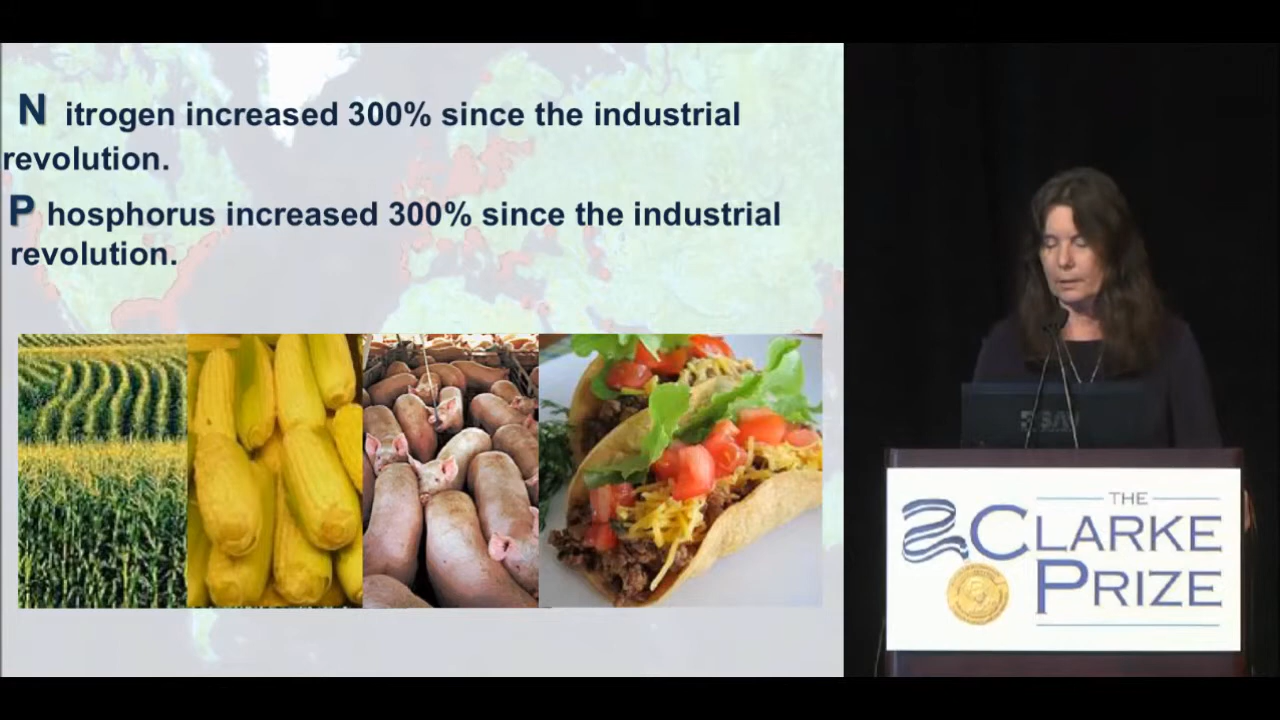 N itrogen increased 300% since the industrial
revolution.
P hosphorus increased 300% since the industrial
revolution.
THE
CLARKE
PRIZE